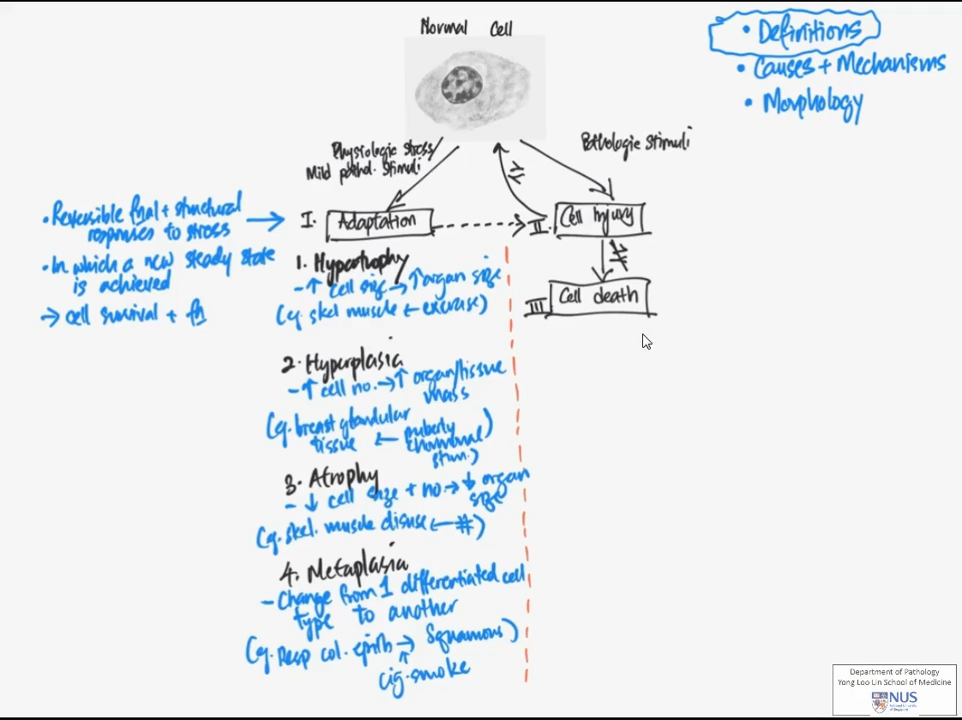 Normal Cell
• Definitions
• Causes + Mechanisms
• Morphology
Physiologic stress/
Mild pathol. stimuli
Pathologic stimuli
• Reversible fnal + structural
responses to stress
• In which a new steady state
is achieved
→ cell survival + fn
I. Adaptation
II. Cell injury
III Cell death
1. Hypertrophy
- ↑ cell size → ↑ organ size
(eg. skel muscle ← exercise)
2. Hyperplasia
- ↑ cell no. → ↑ organ/tissue
mass
(eg. breast glandular
tissue ← puberty
(hormonal
stim.)
3. Atrophy
- ↓ cell size + no. → ↓ organ
size
(eg. skel. muscle disuse ← #)
4. Metaplasia
- Change from 1 differentiated cell
type to another
(eg. Resp col. epith → Squamous)
↑
cig. smoke
Department of Pathology
Yong Loo Lin School of Medicine
NUS
National University
of Singapore